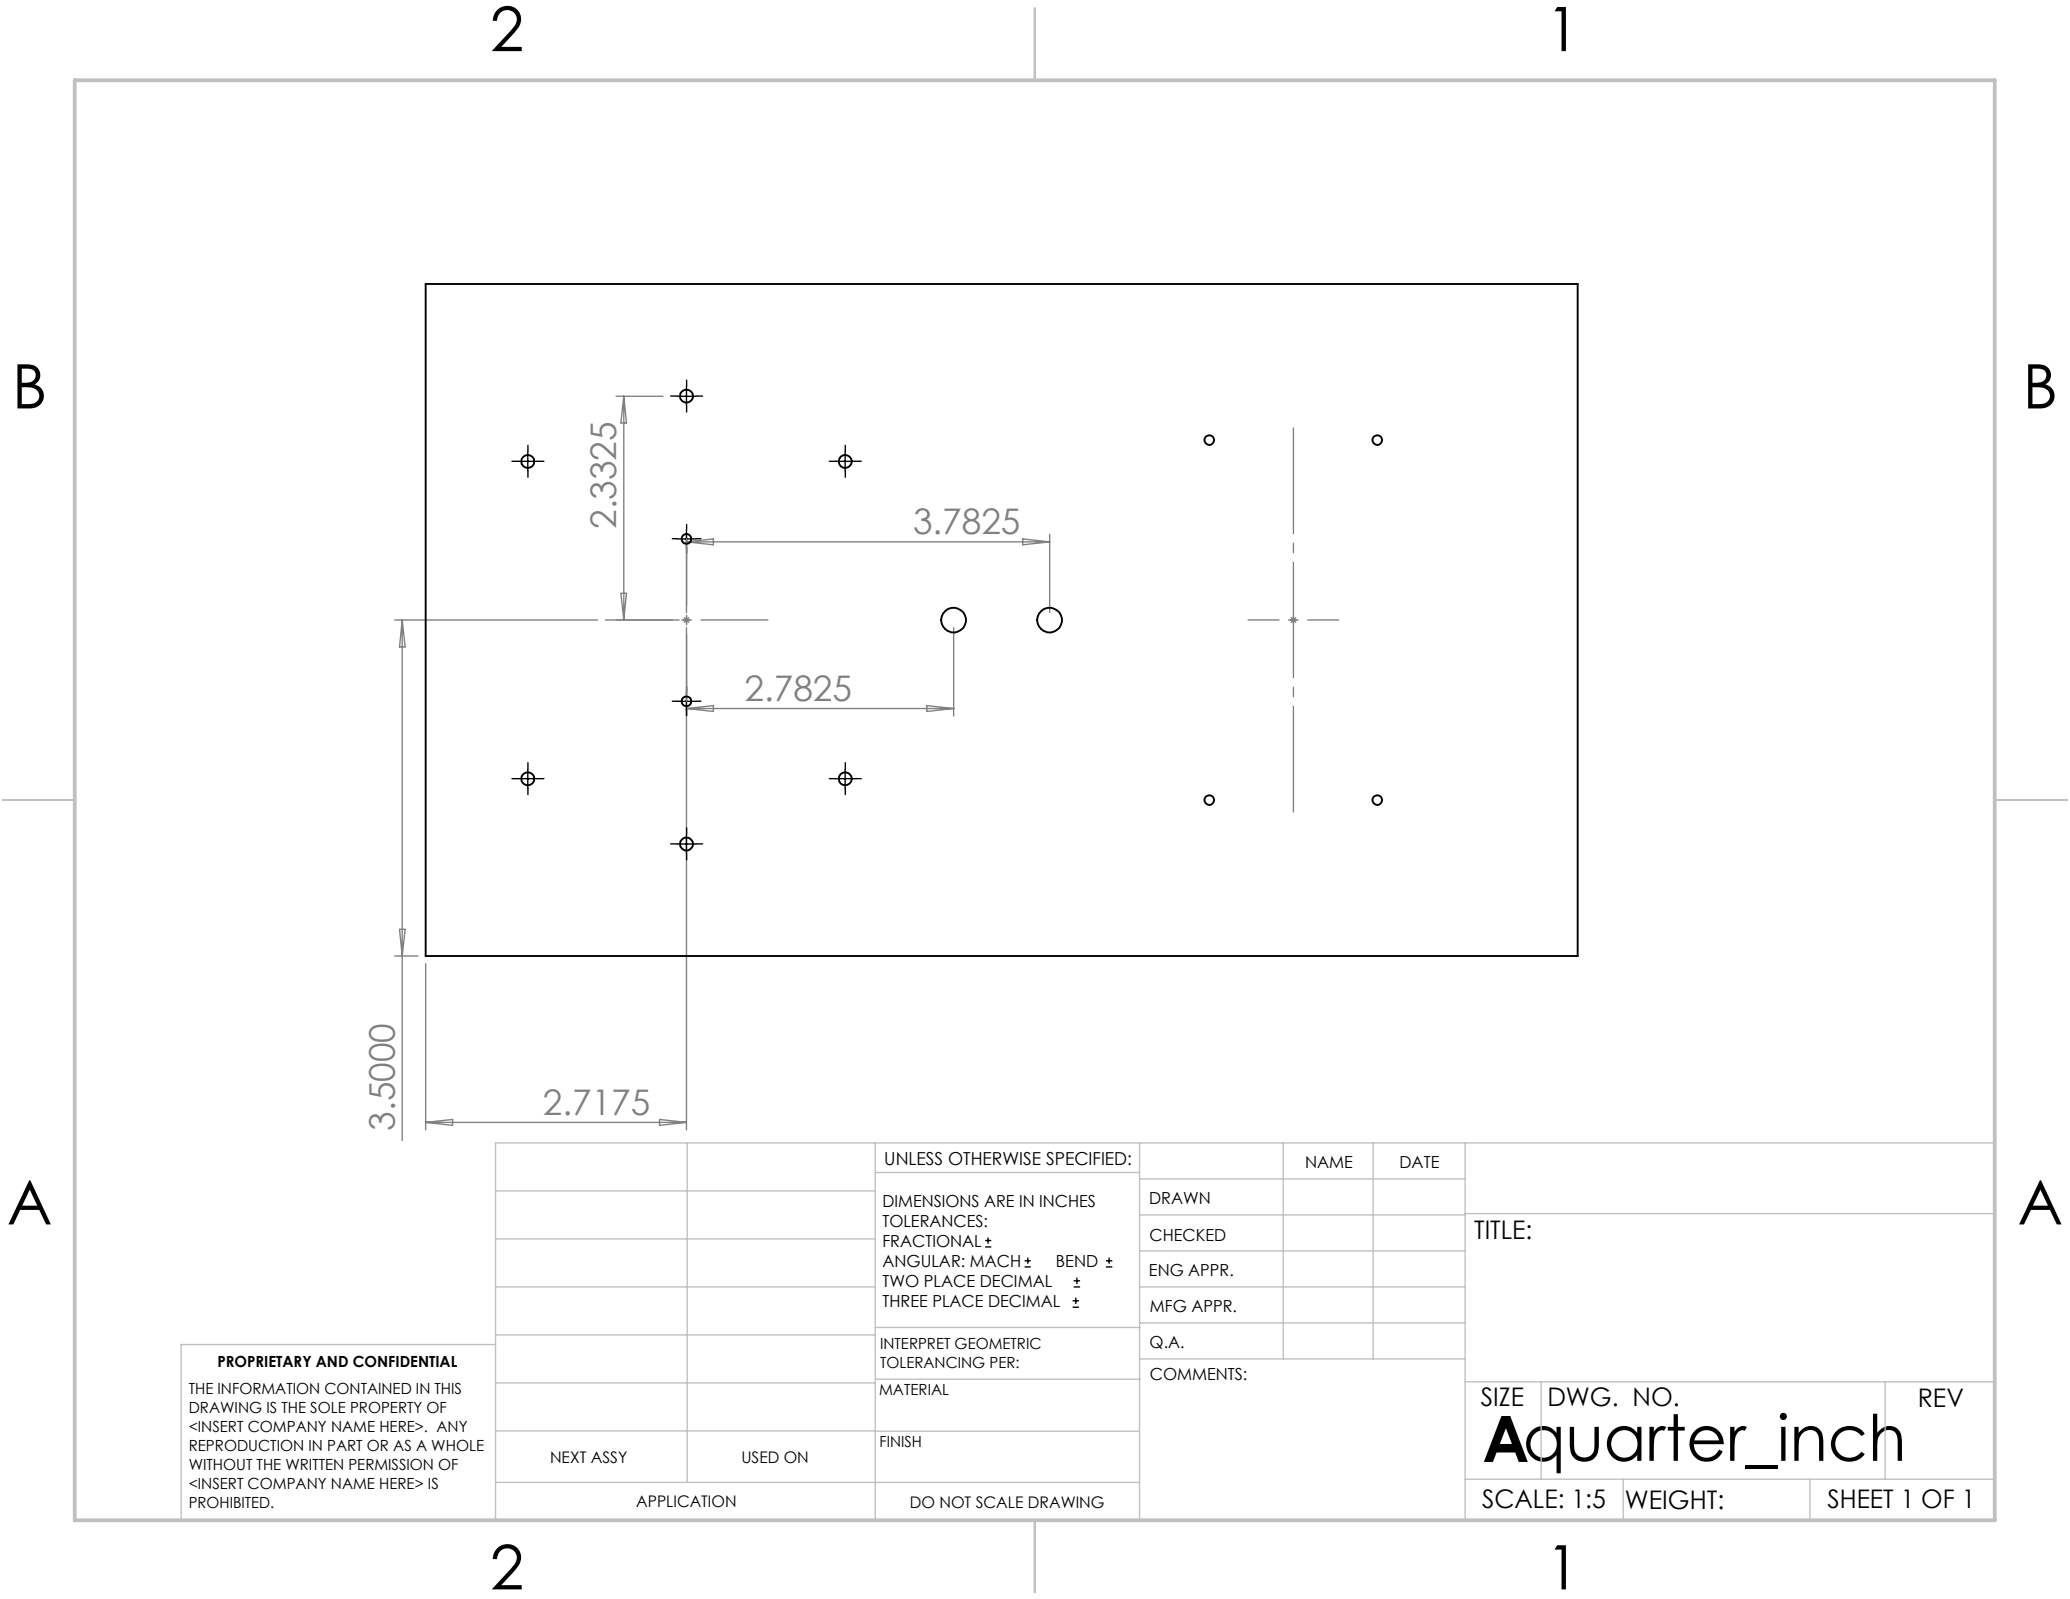 2 1
B B
2.3325
3.7825
2.7825
3.5000
2.7175
A A
UNLESS OTHERWISE SPECIFIED:
DIMENSIONS ARE IN INCHES
TOLERANCES:
FRACTIONAL ±
ANGULAR: MACH ± BEND ±
TWO PLACE DECIMAL ±
THREE PLACE DECIMAL ±
INTERPRET GEOMETRIC
TOLERANCING PER:
MATERIAL
FINISH
DO NOT SCALE DRAWING
NAME DATE
DRAWN
CHECKED
ENG APPR.
MFG APPR.
Q.A.
COMMENTS:
TITLE:
SIZE DWG. NO. REV
A quarter_inch
SCALE: 1:5 WEIGHT: SHEET 1 OF 1
PROPRIETARY AND CONFIDENTIAL
THE INFORMATION CONTAINED IN THIS
DRAWING IS THE SOLE PROPERTY OF
<INSERT COMPANY NAME HERE>. ANY
REPRODUCTION IN PART OR AS A WHOLE
WITHOUT THE WRITTEN PERMISSION OF
<INSERT COMPANY NAME HERE> IS
PROHIBITED.
NEXT ASSY USED ON
APPLICATION
2 1